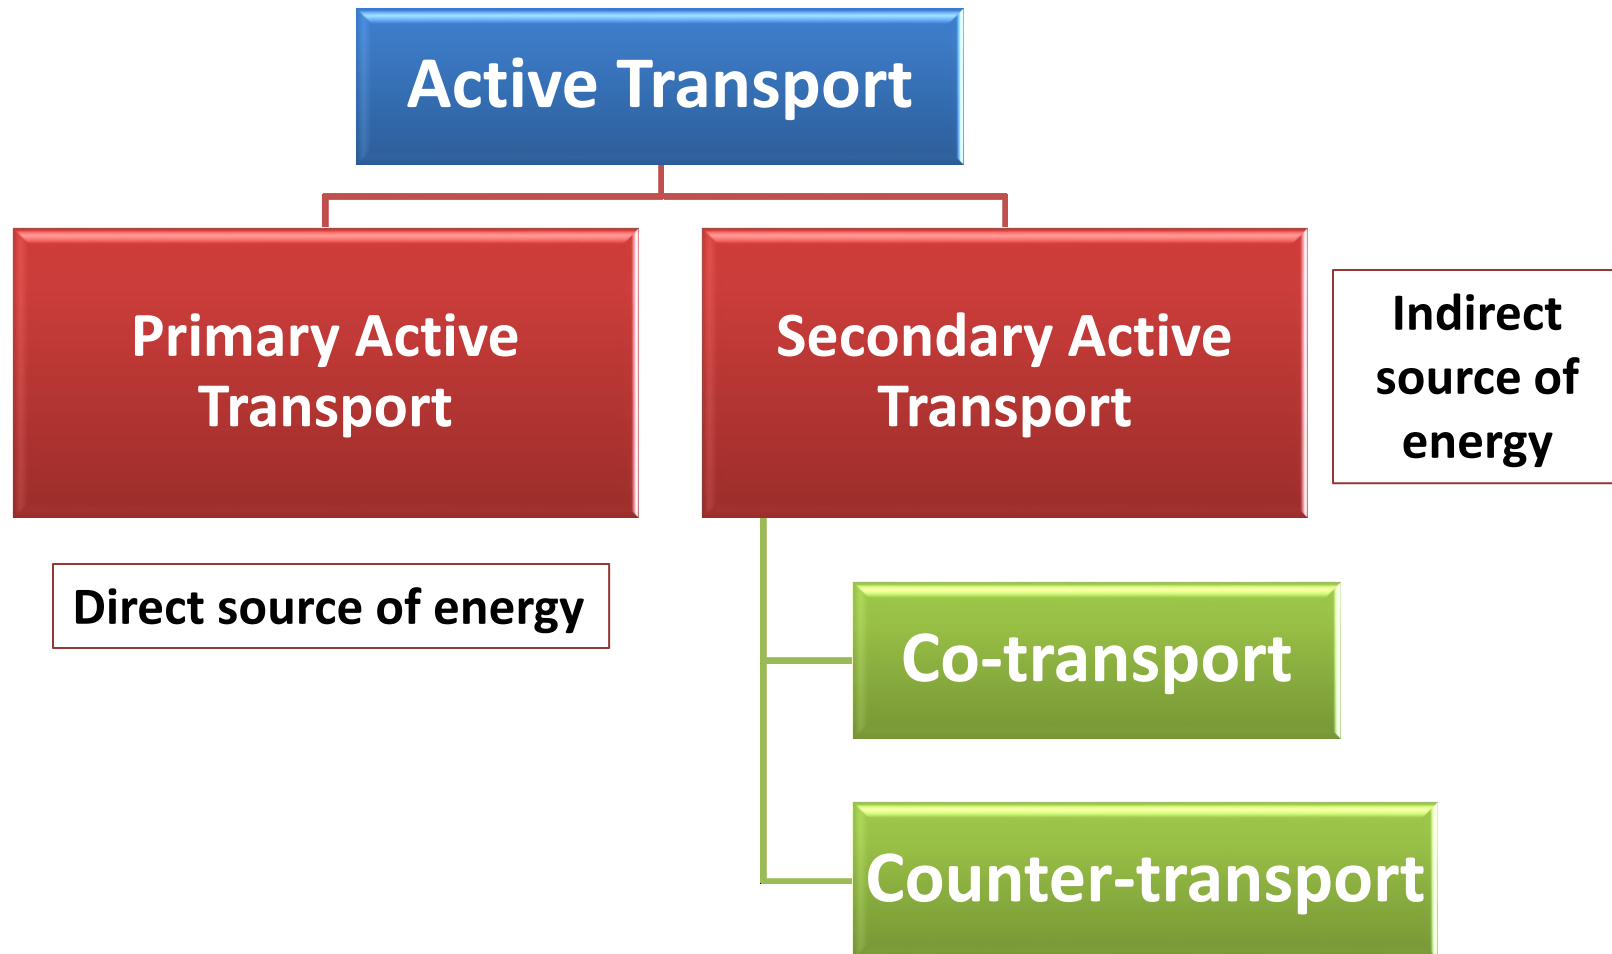 Active Transport
Primary Active
Transport
Secondary Active
Transport
Indirect
source of
energy
Direct source of energy
Co-transport
Counter-transport